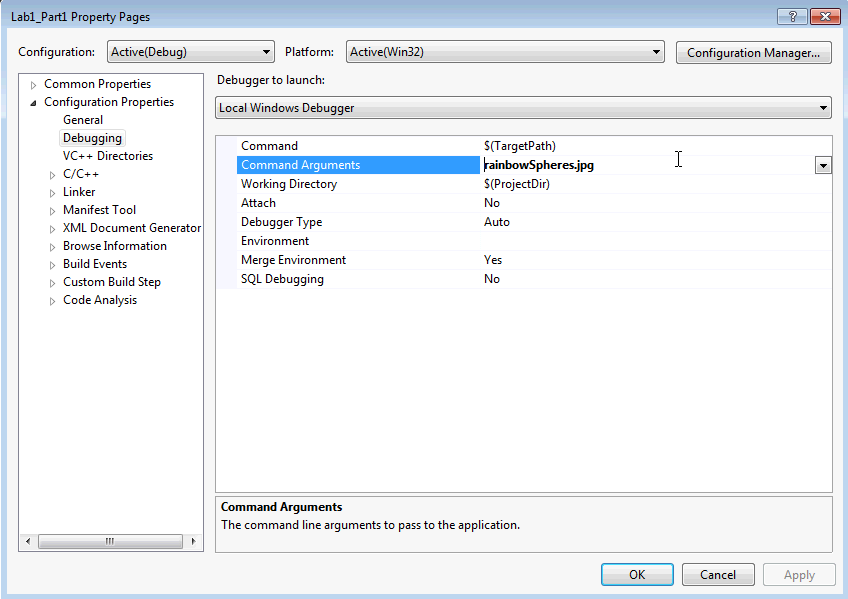 Lab1_Part1 Property Pages
Configuration: Active(Debug) Platform: Active(Win32) Configuration Manager...
Common Properties
Configuration Properties
General
Debugging
VC++ Directories
C/C++
Linker
Manifest Tool
XML Document Generator
Browse Information
Build Events
Custom Build Step
Code Analysis
Debugger to launch:
Local Windows Debugger
Command $(TargetPath)
Command Arguments rainbowSpheres.jpg
Working Directory $(ProjectDir)
Attach No
Debugger Type Auto
Environment
Merge Environment Yes
SQL Debugging No
Command Arguments
The command line arguments to pass to the application.
OK Cancel Apply